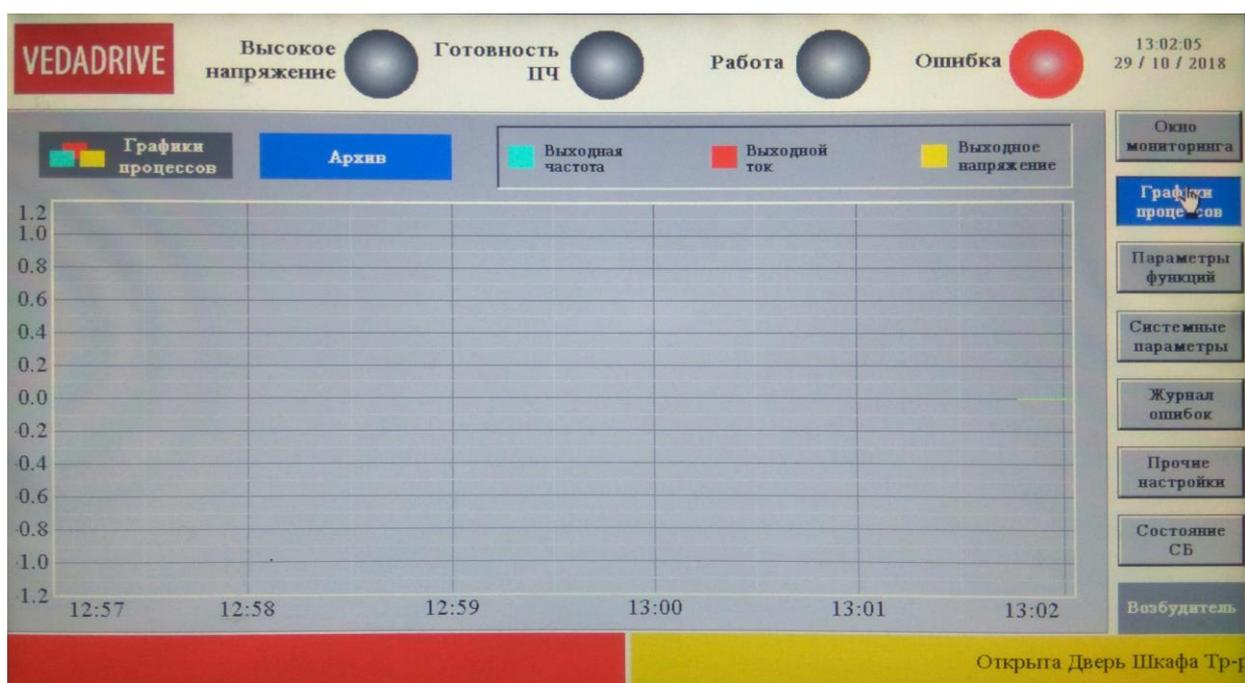 VEDADRIVE
Высокое
напряжение
Готовность
ПЧ
Работа
Ошибка
13:02:05
29 / 10 / 2018
Графики
процессов
Архив
Выходная
частота
Выходной
ток
Выходное
напряжение
Окно
мониторинга
Графики
процессов
Параметры
функций
Системные
параметры
Журнал
ошибок
Прочие
настройки
Состояние
СБ
Возбудитель
1.2
1.0
0.8
0.6
0.4
0.2
0.0
-0.2
-0.4
-0.6
-0.8
-1.0
-1.2
12:57 12:58 12:59 13:00 13:01 13:02
Открыта Дверь Шкафа Тр-р